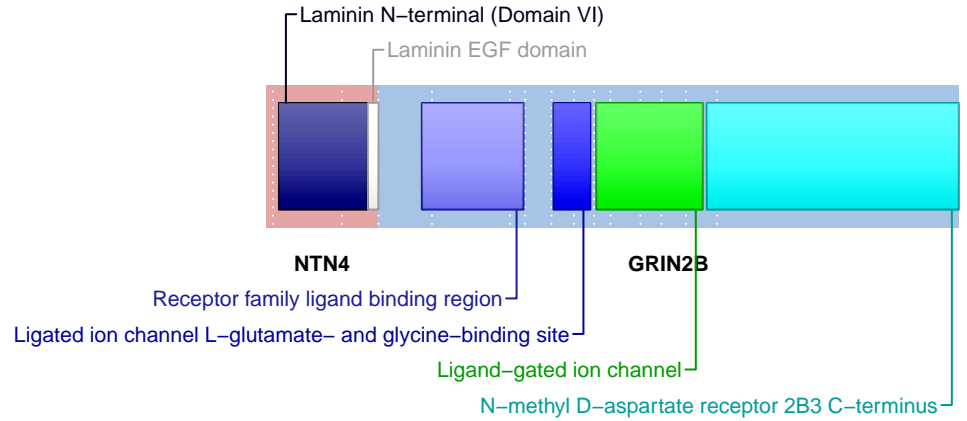 Laminin N−terminal (Domain VI)
Laminin EGF domain
NTN4 GRIN2B
Receptor family ligand binding region
Ligated ion channel L−glutamate− and glycine−binding site
Ligand−gated ion channel
N−methyl D−aspartate receptor 2B3 C−terminus